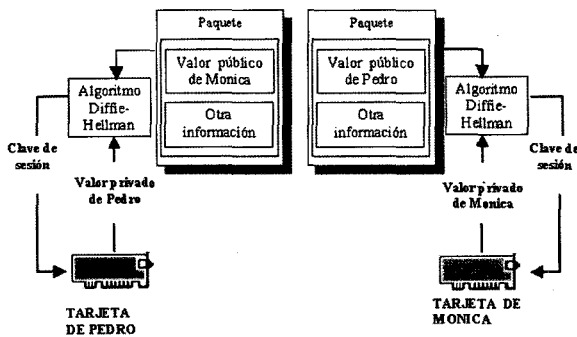 Paquete
Valor público
de Monica
Otra
información
Algoritmo
Diffie-
Hellman
Clave de
sesión
Valor privado
de Pedro
TARJETA
DE PEDRO
Paquete
Valor público
de Pedro
Otra
información
Algoritmo
Diffie-
Hellman
Clave de
sesión
Valor privado
de Monica
TARJETA DE
MONICA